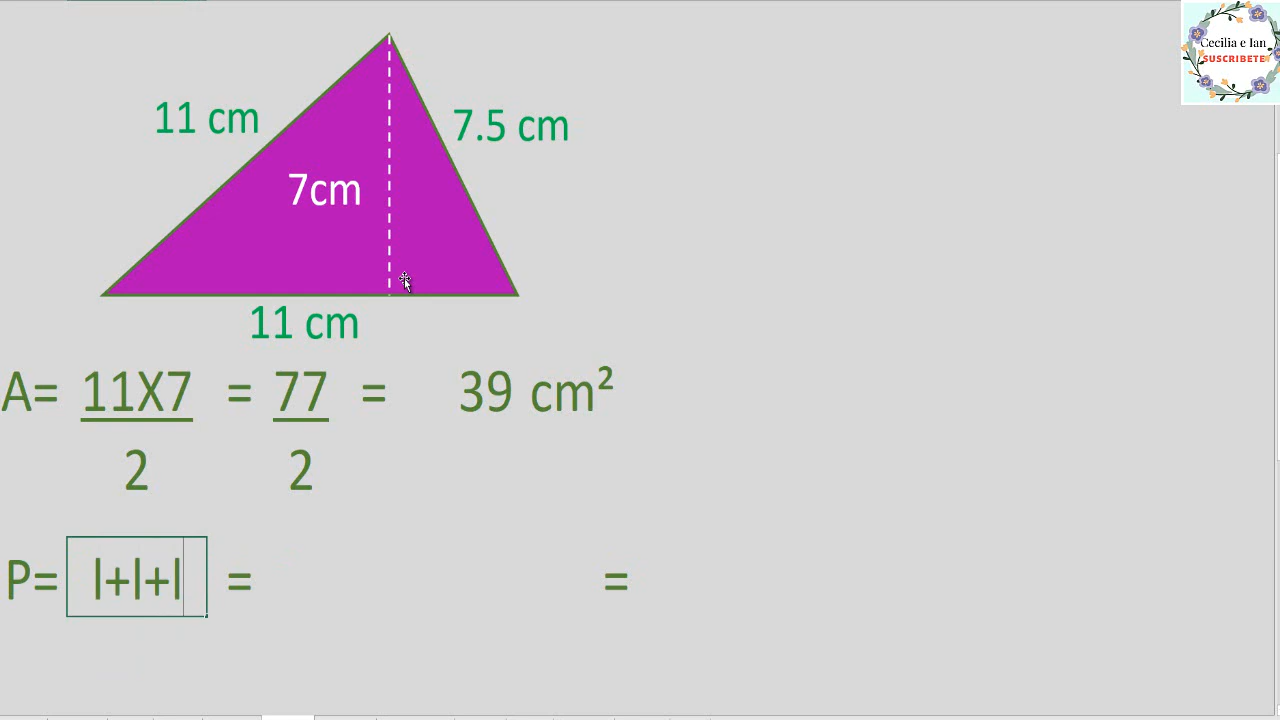 Cecilia e Ian
SUSCRIBETE
11 cm
7.5 cm
7cm
11 cm
A= 11X7 = 77 = 39 cm²
2 2
P= l+l+l = =